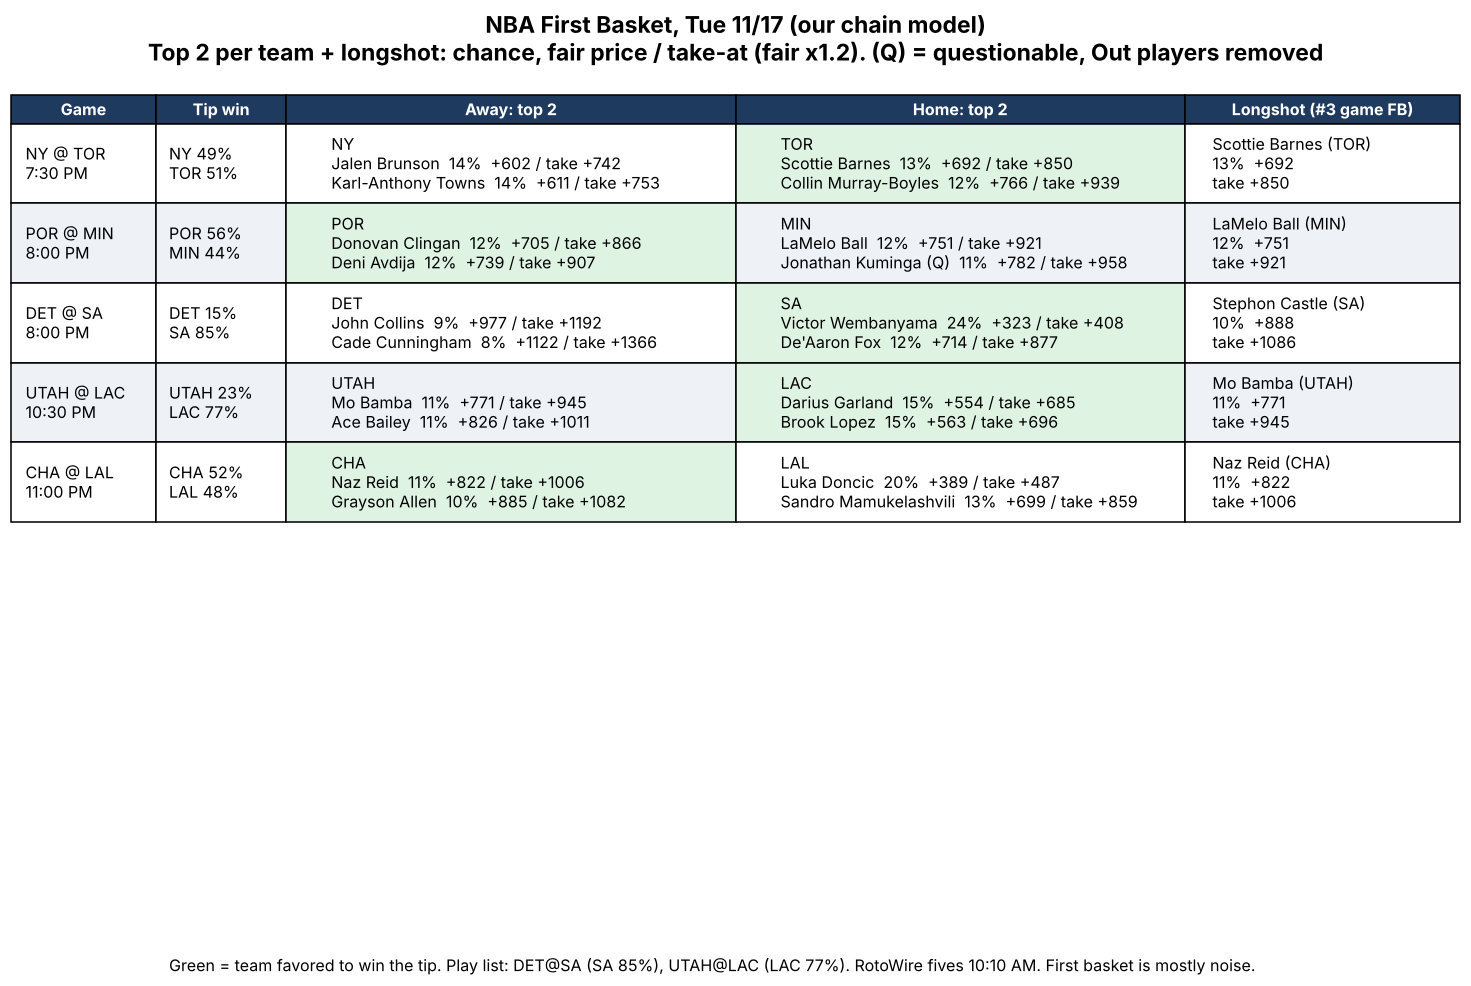 NBA First Basket, Tue 11/17 (our chain model)
Top 2 per team + longshot: chance, fair price / take-at (fair x1.2). (Q) = questionable, Out players removed
Game Tip win Away: top 2 Home: top 2 Longshot (#3 game FB)
NY @ TOR
7:30 PM
NY 49%
TOR 51%
NY
Jalen Brunson 14% +602 / take +742
Karl-Anthony Towns 14% +611 / take +753
TOR
Scottie Barnes 13% +692 / take +850
Collin Murray-Boyles 12% +766 / take +939
Scottie Barnes (TOR)
13% +692
take +850
POR @ MIN
8:00 PM
POR 56%
MIN 44%
POR
Donovan Clingan 12% +705 / take +866
Deni Avdija 12% +739 / take +907
MIN
LaMelo Ball 12% +751 / take +921
Jonathan Kuminga (Q) 11% +782 / take +958
LaMelo Ball (MIN)
12% +751
take +921
DET @ SA
8:00 PM
DET 15%
SA 85%
DET
John Collins 9% +977 / take +1192
Cade Cunningham 8% +1122 / take +1366
SA
Victor Wembanyama 24% +323 / take +408
De'Aaron Fox 12% +714 / take +877
Stephon Castle (SA)
10% +888
take +1086
UTAH @ LAC
10:30 PM
UTAH 23%
LAC 77%
UTAH
Mo Bamba 11% +771 / take +945
Ace Bailey 11% +826 / take +1011
LAC
Darius Garland 15% +554 / take +685
Brook Lopez 15% +563 / take +696
Mo Bamba (UTAH)
11% +771
take +945
CHA @ LAL
11:00 PM
CHA 52%
LAL 48%
CHA
Naz Reid 11% +822 / take +1006
Grayson Allen 10% +885 / take +1082
LAL
Luka Doncic 20% +389 / take +487
Sandro Mamukelashvili 13% +699 / take +859
Naz Reid (CHA)
11% +822
take +1006
Green = team favored to win the tip. Play list: DET@SA (SA 85%), UTAH@LAC (LAC 77%). RotoWire fives 10:10 AM. First basket is mostly noise.